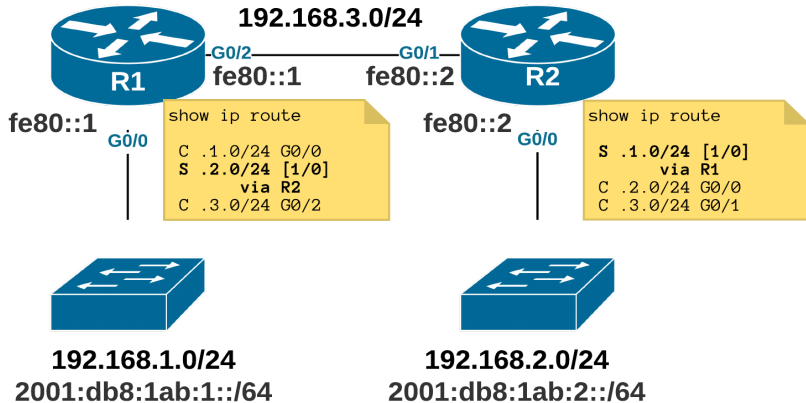 192.168.3.0/24
R1
G0/2
G0/1
R2
fe80::1
fe80::2
fe80::1
G0/0
show ip route
C .1.0/24 G0/0
S .2.0/24 [1/0]
via R2
C .3.0/24 G0/2
fe80::2
G0/0
show ip route
S .1.0/24 [1/0]
via R1
C .2.0/24 G0/0
C .3.0/24 G0/1
192.168.1.0/24
2001:db8:1ab:1::/64
192.168.2.0/24
2001:db8:1ab:2::/64